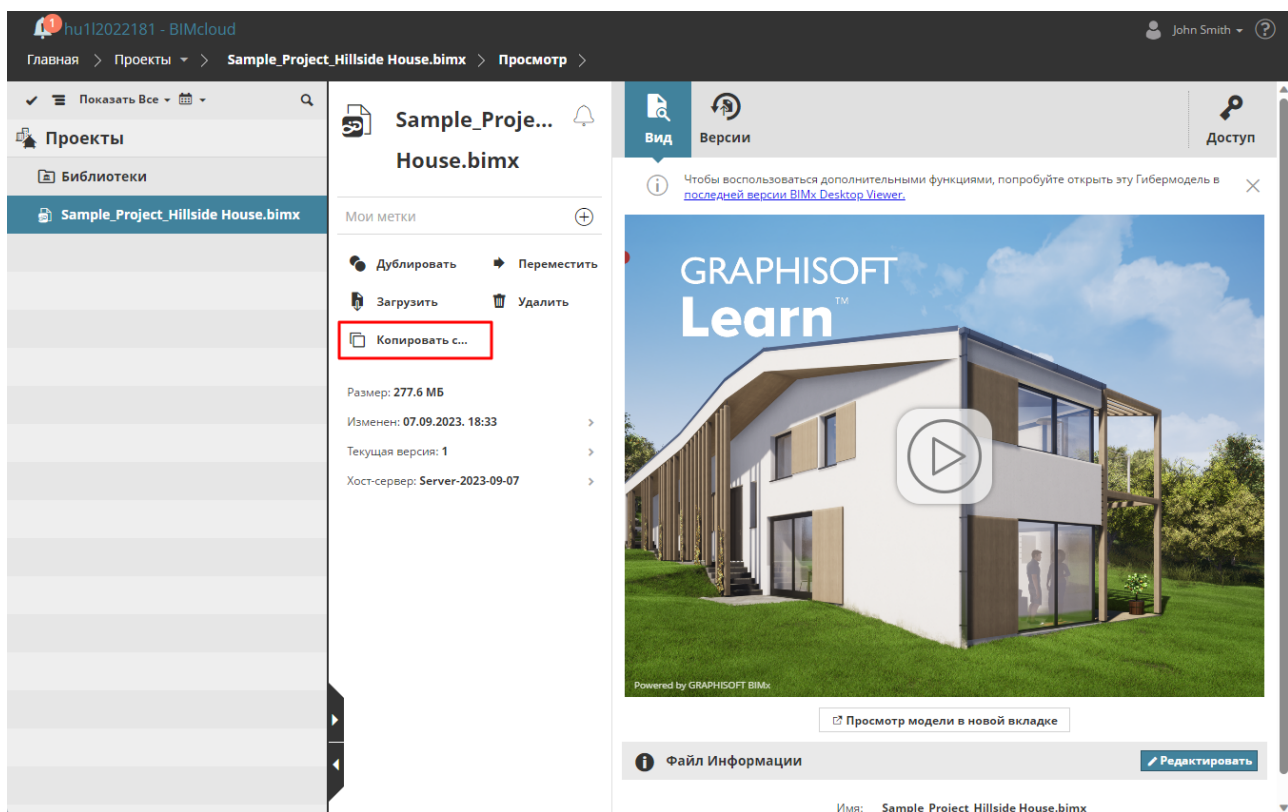 1
hu1l2022181 - BIMcloud
John Smith
?
Главная > Проекты > Sample_Project_Hillside House.bimx > Просмотр >
Показать Все
Проекты
Библиотеки
Sample_Project_Hillside House.bimx
Sample_Proje...
House.bimx
Мои метки
Дублировать
Переместить
Загрузить
Удалить
Копировать с...
Размер: 277.6 МБ
Изменен: 07.09.2023. 18:33
Текущая версия: 1
Хост-сервер: Server-2023-09-07
Вид
Версии
Доступ
Чтобы воспользоваться дополнительными функциями, попробуйте открыть эту Гибермодель в
последней версии BIMx Desktop Viewer.
GRAPHISOFT
Learn™
Powered by GRAPHISOFT BIMx
Просмотр модели в новой вкладке
Файл Информации
Редактировать
Имя: Sample_Project_Hillside House.bimx